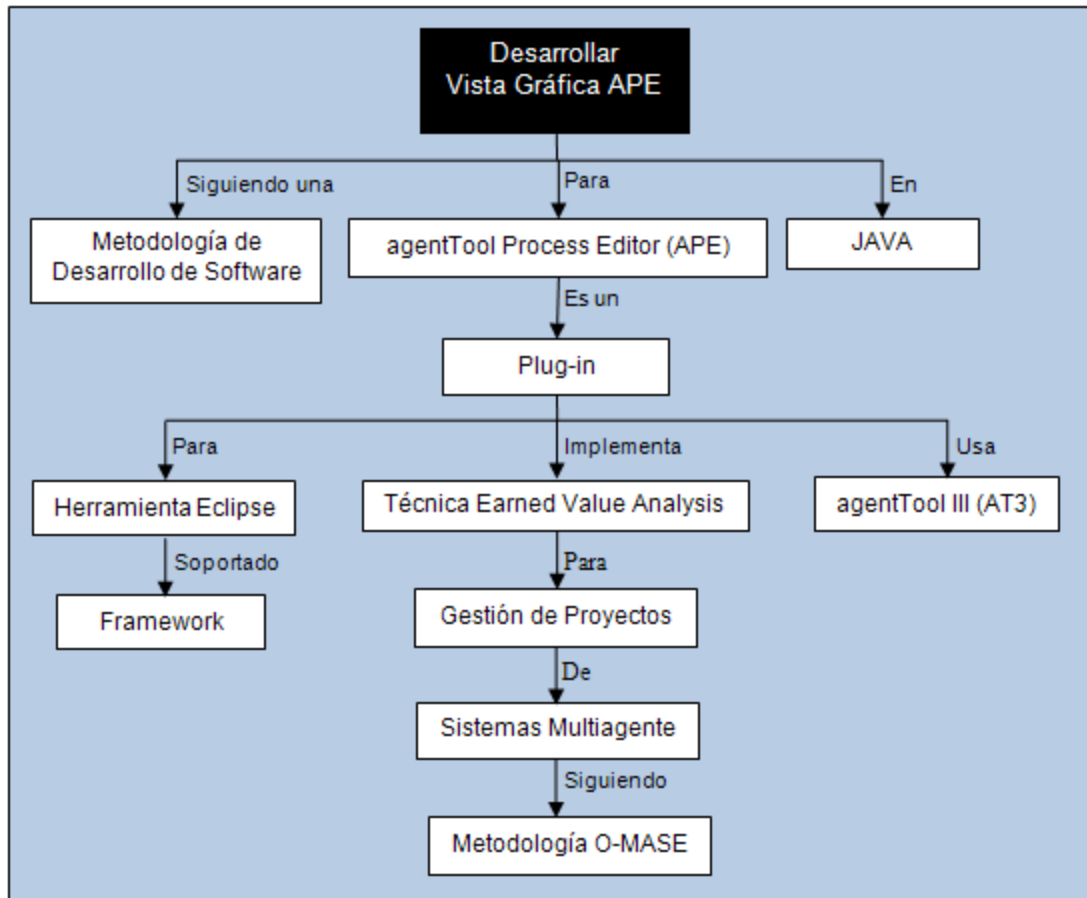 Desarrollar
Vista Gráfica APE
Siguiendo una
Para
En
Metodología de
Desarrollo de Software
agentTool Process Editor (APE)
JAVA
Es un
Plug-in
Para
Implementa
Usa
Herramienta Eclipse
Técnica Earned Value Analysis
agentTool III (AT3)
Soportado
Para
Framework
Gestión de Proyectos
De
Sistemas Multiagente
Siguiendo
Metodología O-MASE